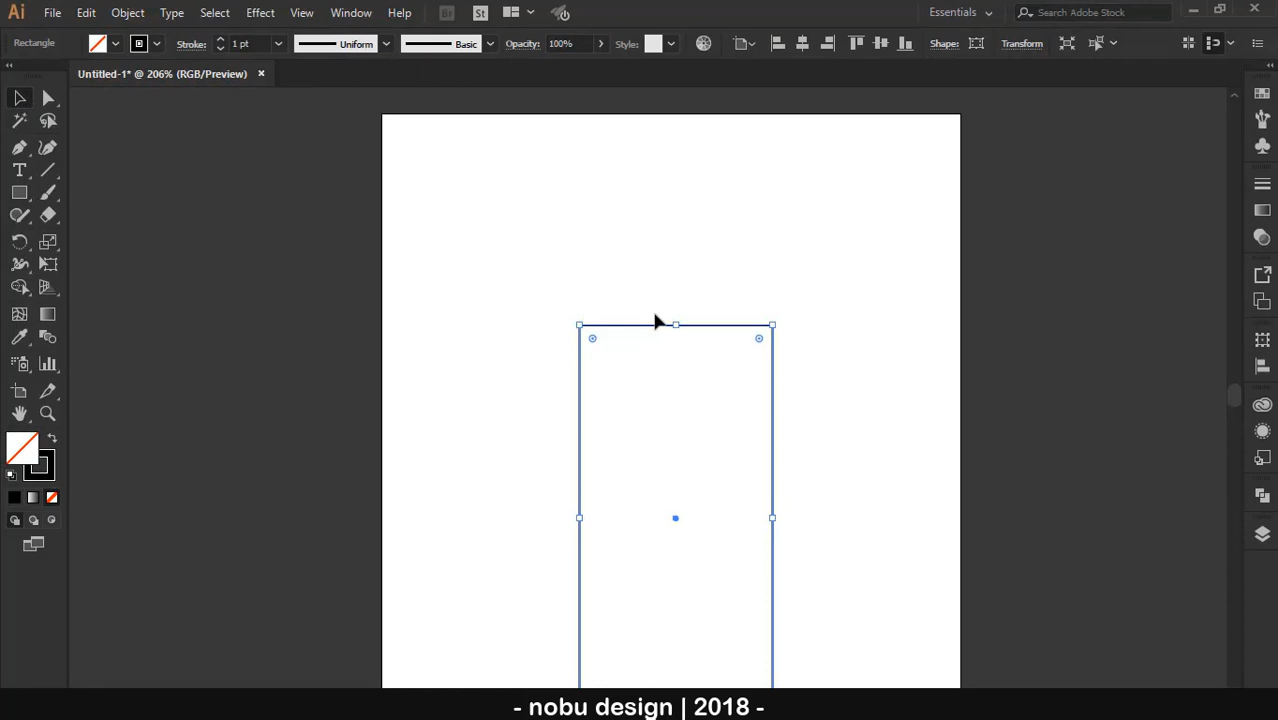 Ai File Edit Object Type Select Effect View Window Help Br St Essentials Search Adobe Stock
Rectangle Stroke: 1 pt Uniform Basic Opacity: 100% Style: Shape: Transform
Untitled-1* @ 206% (RGB/Preview) ×
T
- nobu design | 2018 -